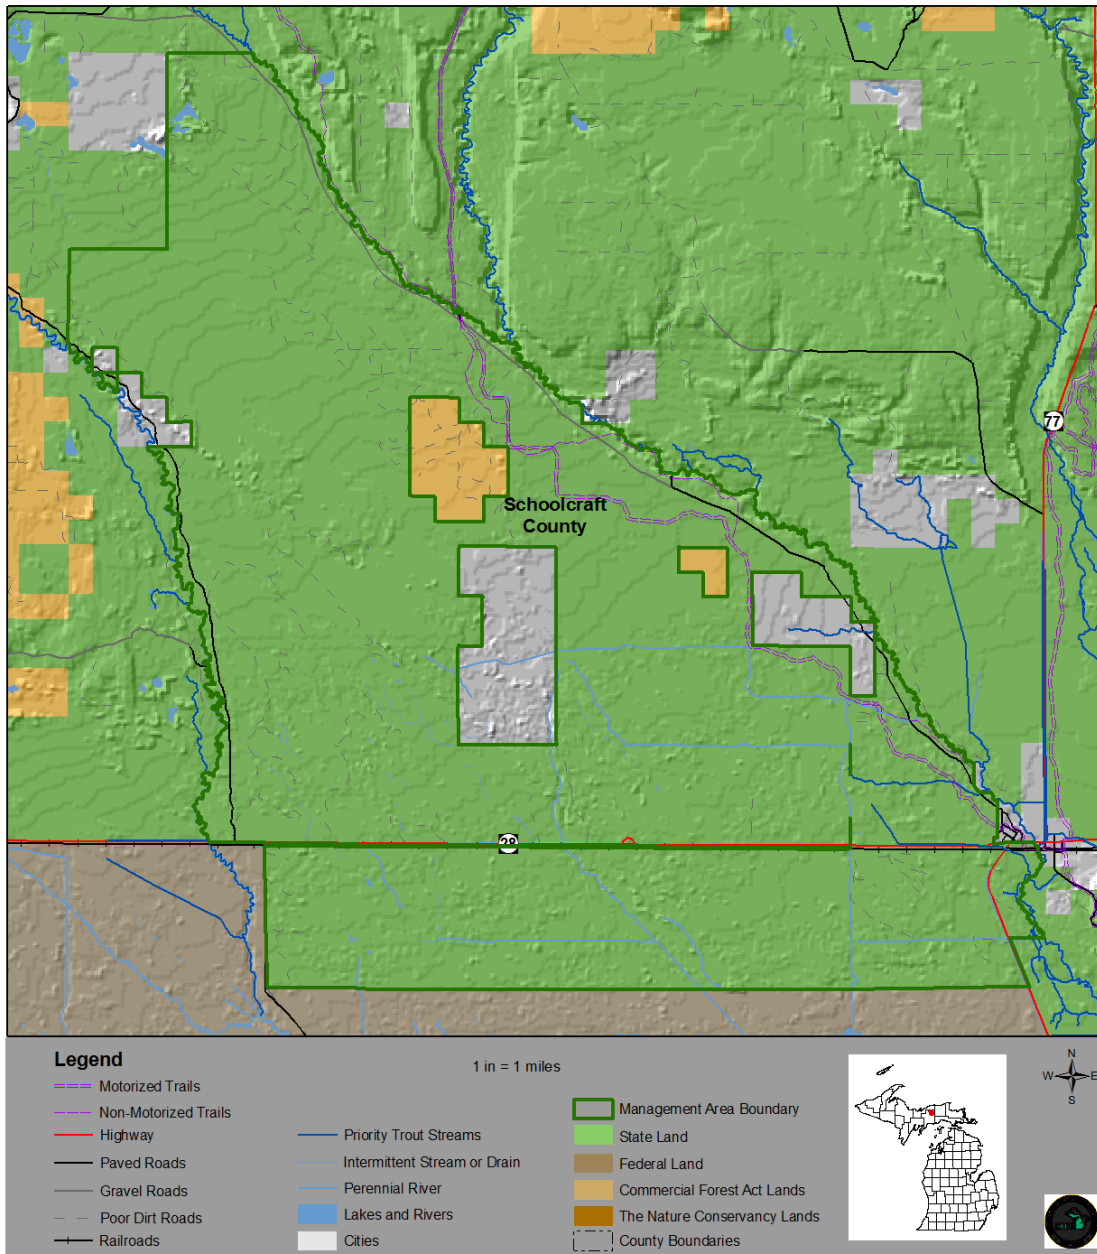 77
Schoolcraft
County
28
Legend
1 in = 1 miles
Motorized Trails
Non-Motorized Trails
Highway
Paved Roads
Gravel Roads
Poor Dirt Roads
Railroads
Priority Trout Streams
Intermittent Stream or Drain
Perennial River
Lakes and Rivers
Cities
Management Area Boundary
State Land
Federal Land
Commercial Forest Act Lands
The Nature Conservancy Lands
County Boundaries
N
W E
S